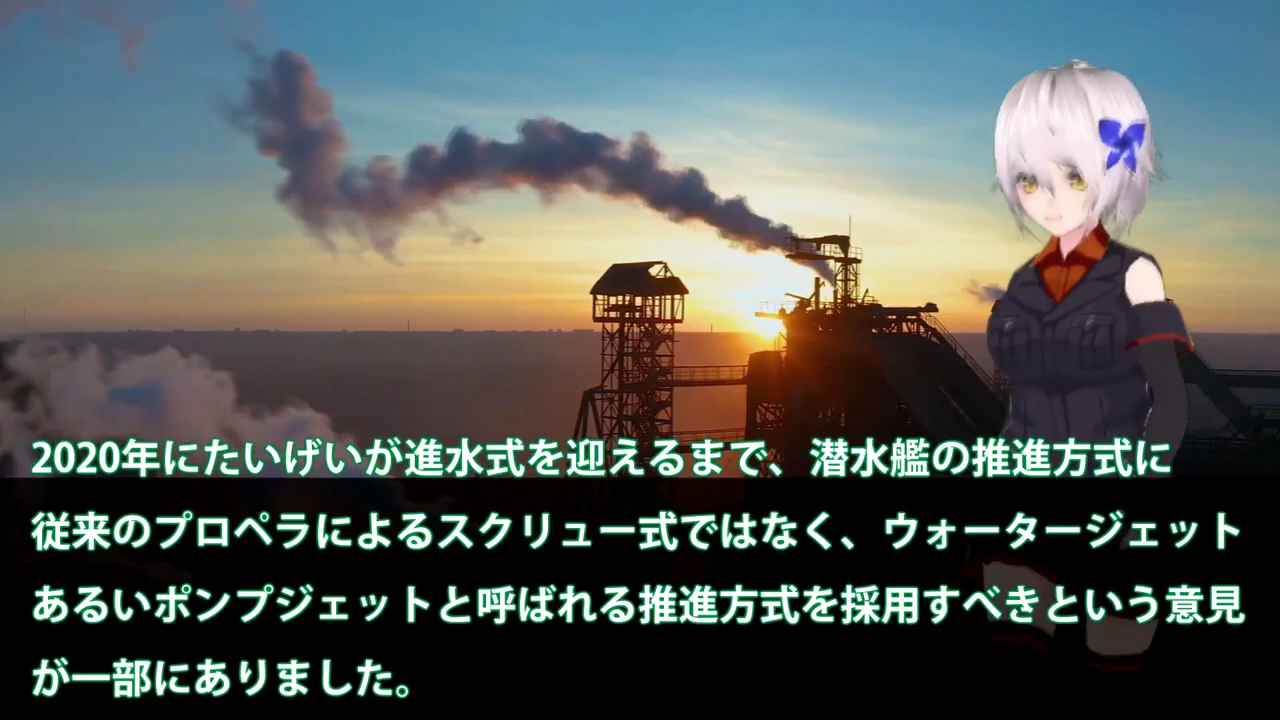 2020年にたいげいが進水式を迎えるまで、潜水艦の推進方式に
従来のプロペラによるスクリュー式ではなく、ウォータージェット
あるいポンプジェットと呼ばれる推進方式を採用すべきという意見
が一部にありました。